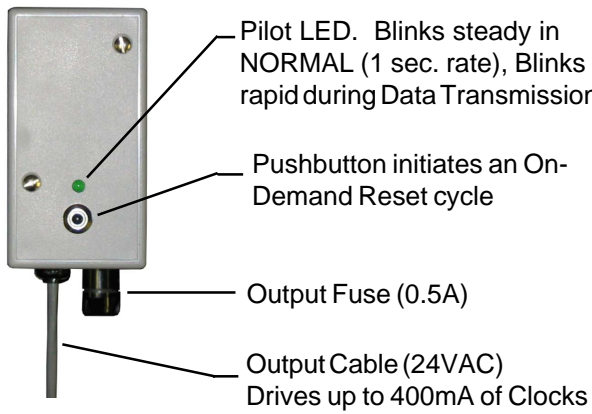 Pilot LED. Blinks steady in
NORMAL (1 sec. rate), Blinks
rapid during Data Transmission
Pushbutton initiates an On-
Demand Reset cycle
Output Fuse (0.5A)
Output Cable (24VAC)
Drives up to 400mA of Clocks